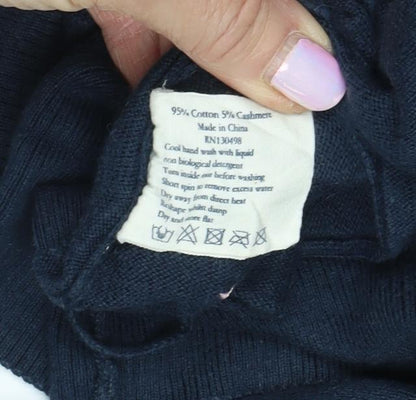 95% Cotton 5% Cashmere
Made in China
RN130498
Cool hand wash with liquid
non biological detergent
Turn inside out before washing
Short spin to remove excess water
Dry away from direct heat
Reshape whilst damp
Dry and store flat